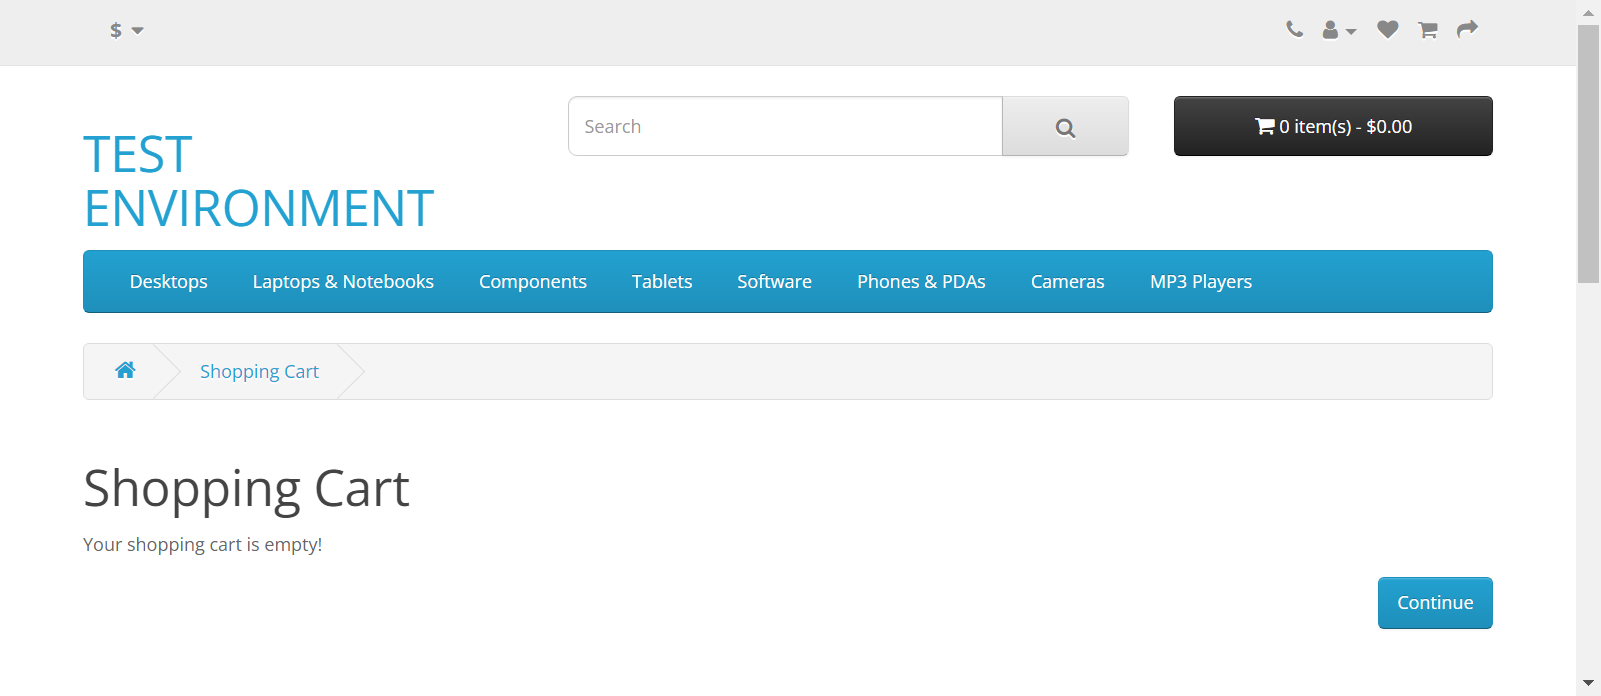 $
Search
0 item(s) - $0.00
TEST
ENVIRONMENT
Desktops Laptops & Notebooks Components Tablets Software Phones & PDAs Cameras MP3 Players
Shopping Cart
Shopping Cart
Your shopping cart is empty!
Continue